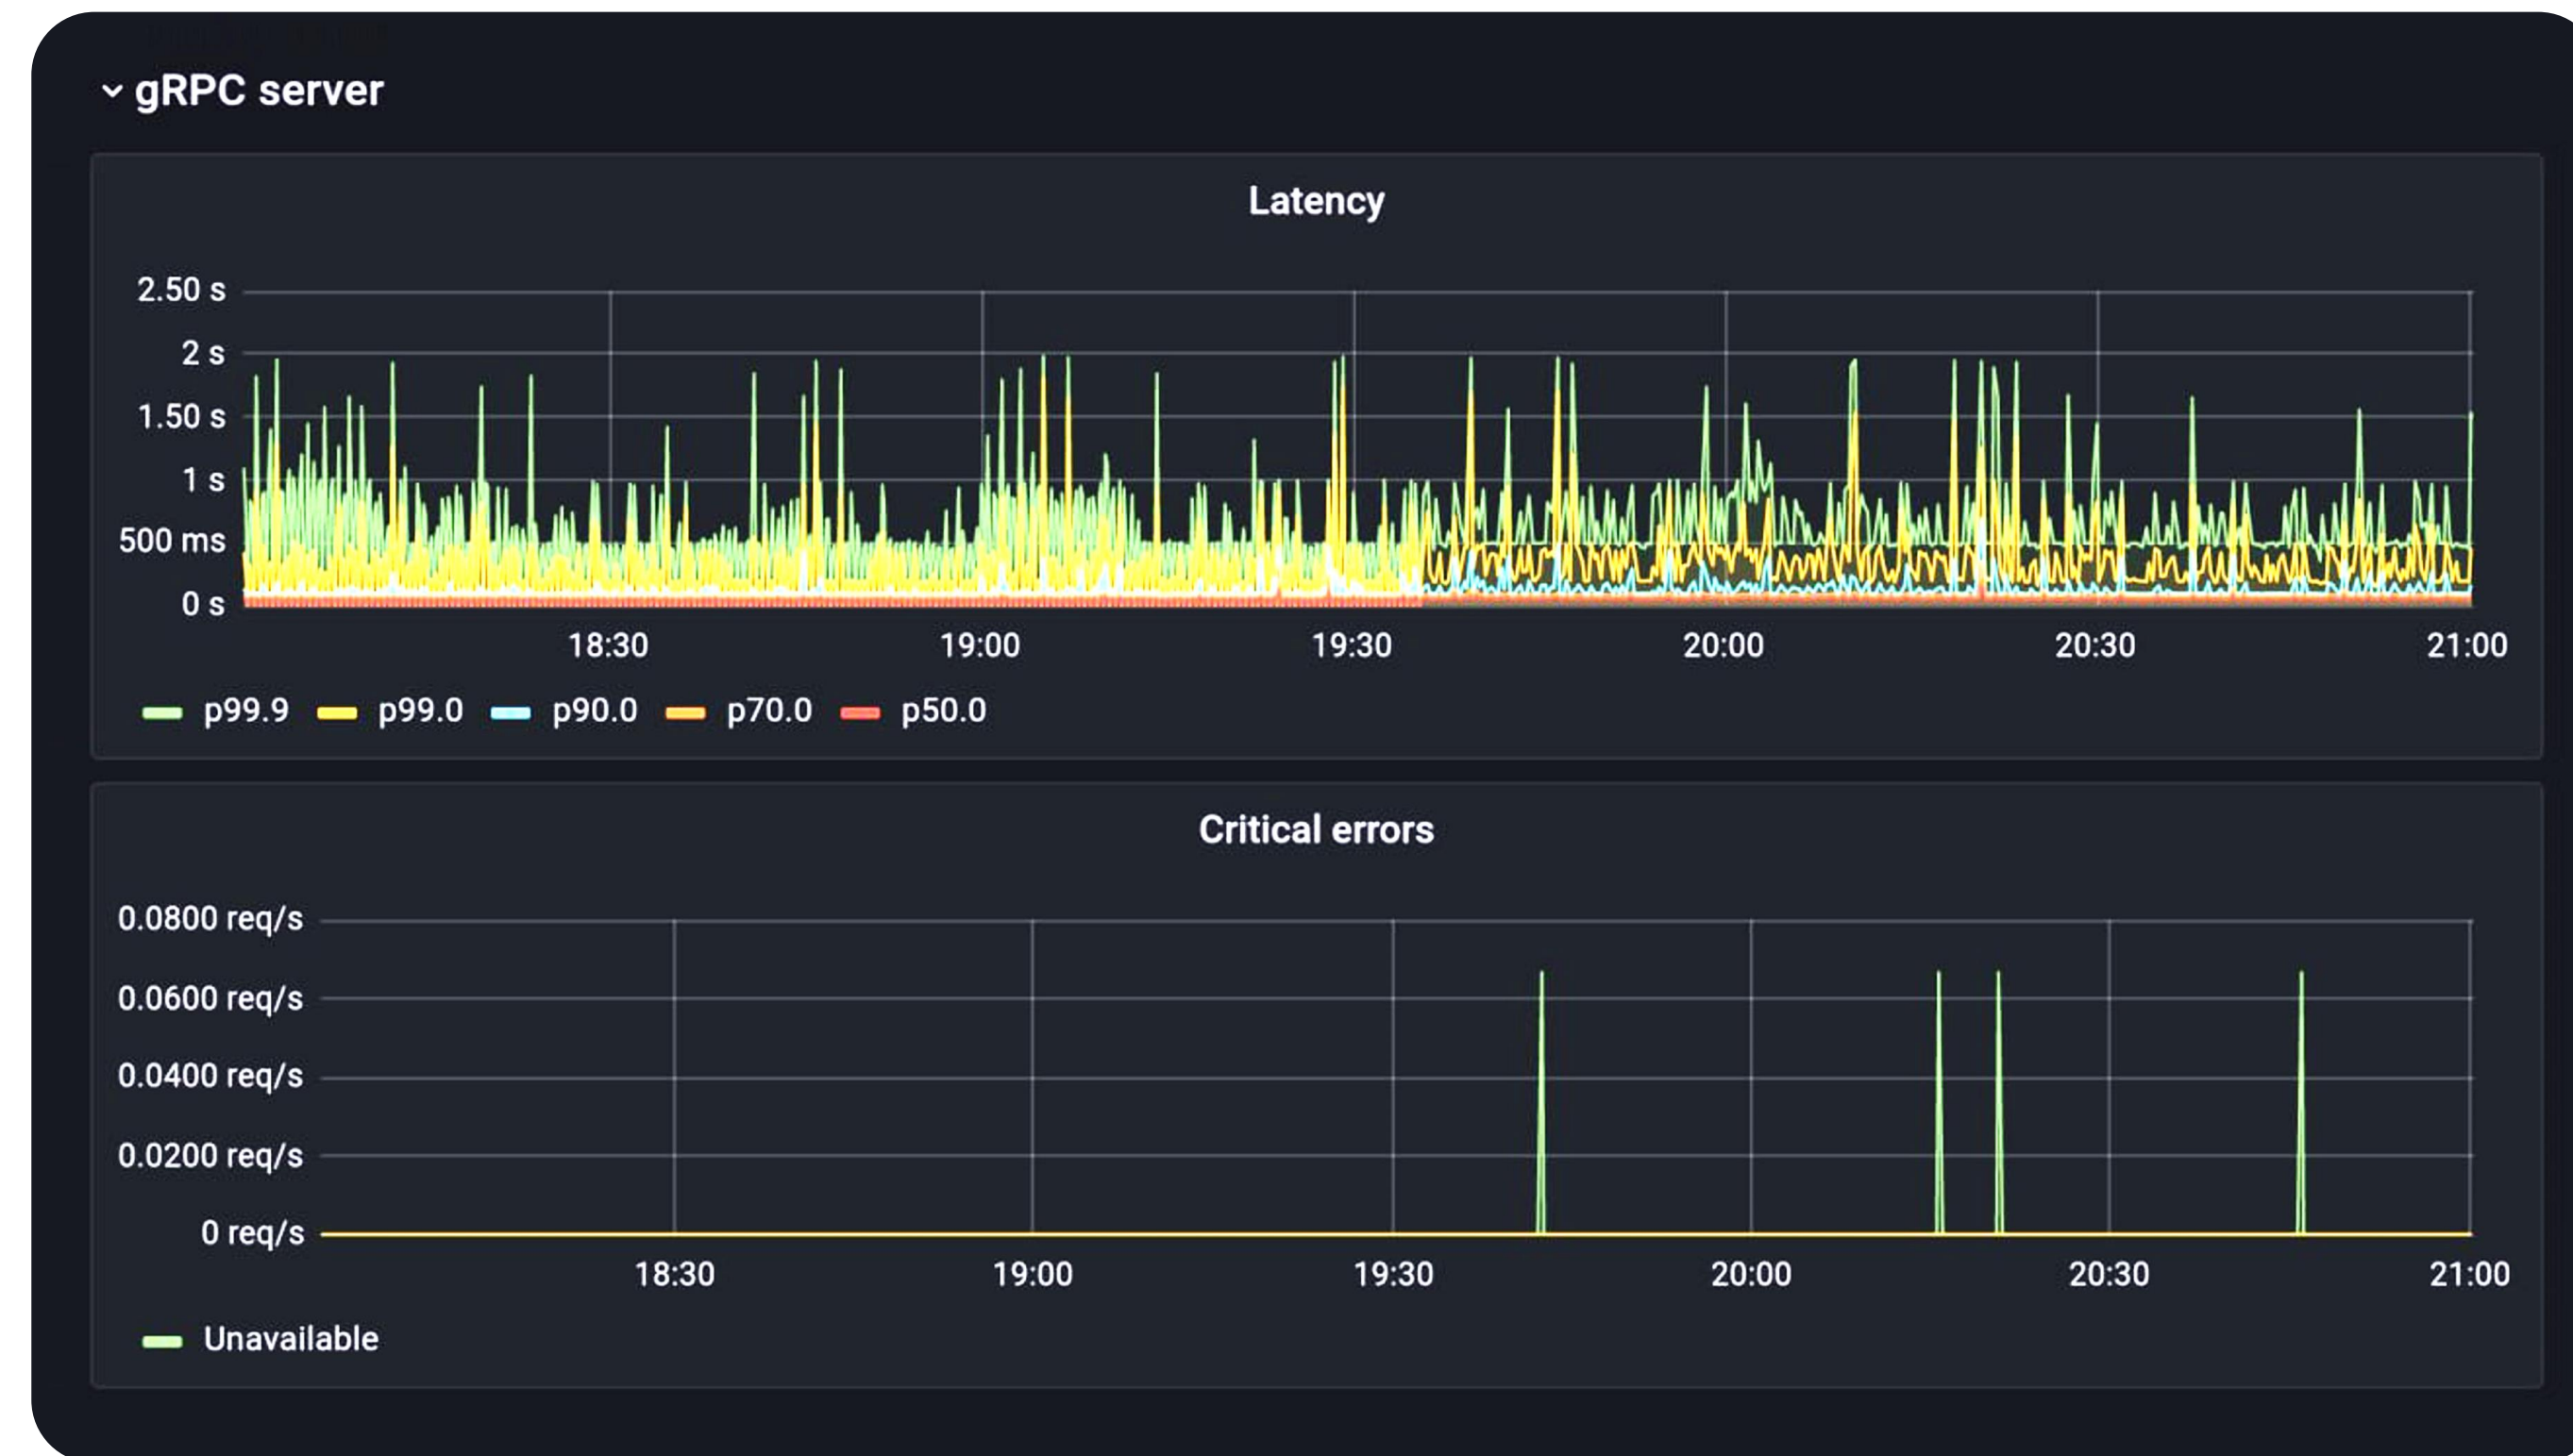 gRPC server
Latency
2.50 s
2 s
1.50 s
1 s
500 ms
0 s
18:30 19:00 19:30 20:00 20:30 21:00
p99.9 p99.0 p90.0 p70.0 p50.0
Critical errors
0.0800 req/s
0.0600 req/s
0.0400 req/s
0.0200 req/s
0 req/s
18:30 19:00 19:30 20:00 20:30 21:00
Unavailable